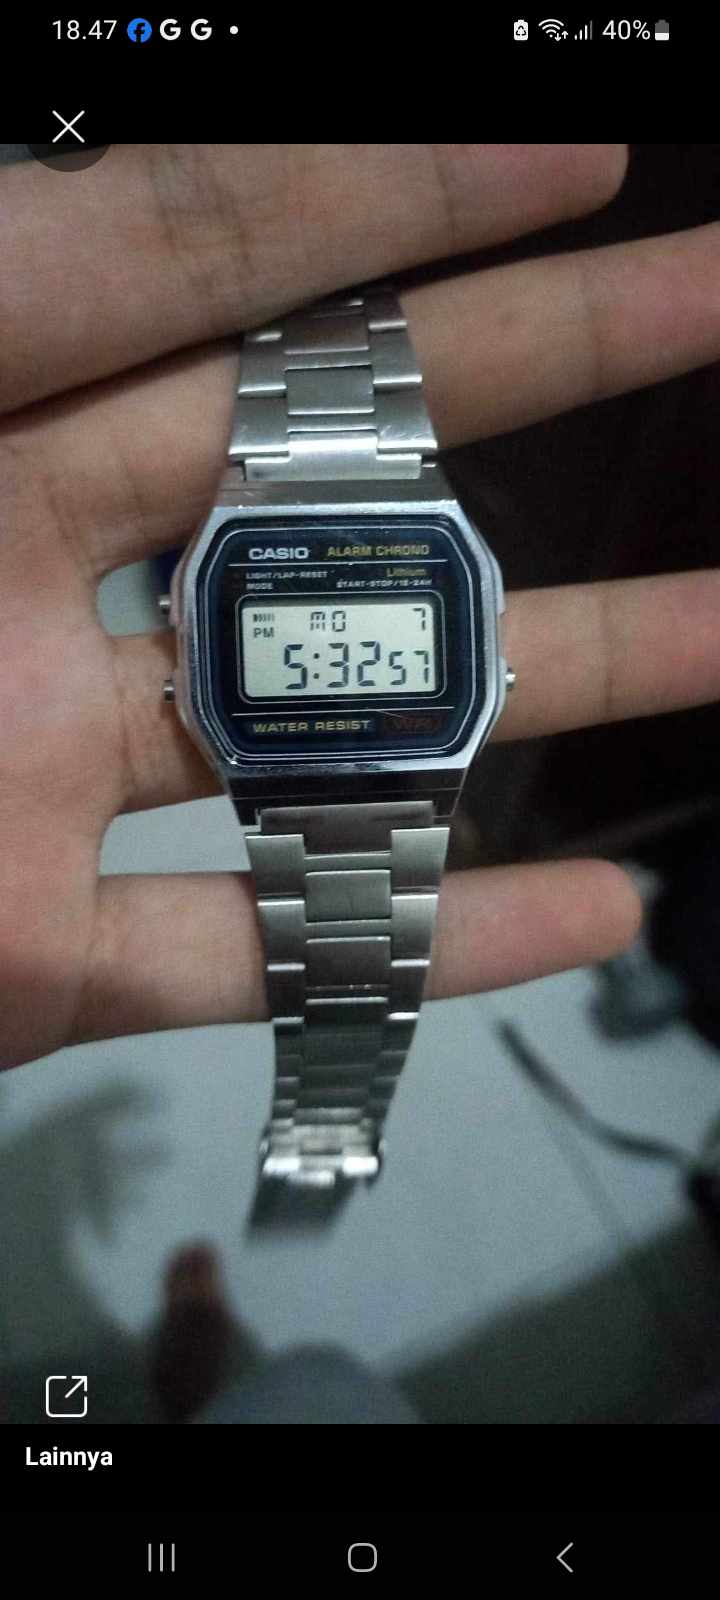 18.47 G G
40%
CASIO ALARM CHRONO
LIGHT/LAP-RESET Lithium
MODE START-STOP/12-24H
PM MO 7
5:32 57
WATER RESIST WR
Lainnya